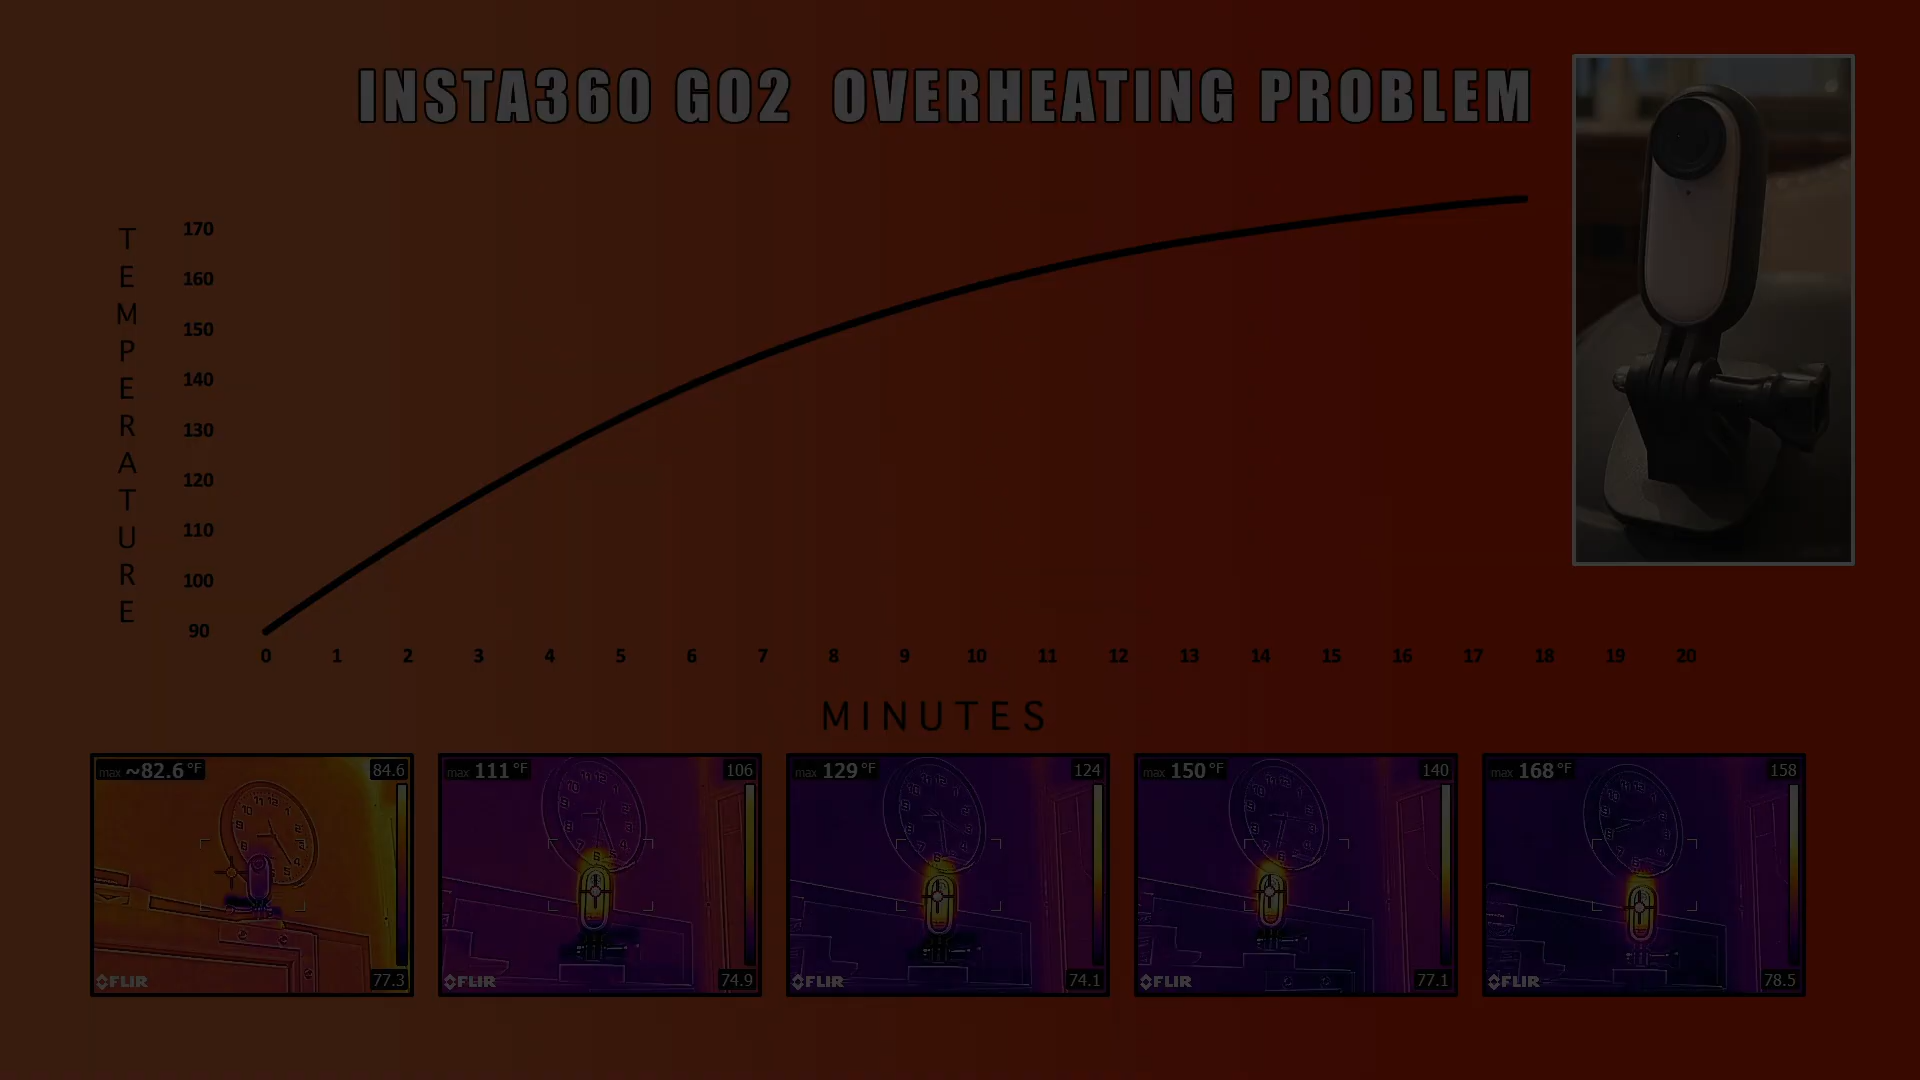 INSTA360 GO2 OVERHEATING PROBLEM
TEMPERATURE
170
160
150
140
130
120
110
100
90
0 1 2 3 4 5 6 7 8 9 10 11 12 13 14 15 16 17 18 19 20
MINUTES
max ~82.6 °F 84.6
FLIR 77.3
max 111 °F 106
FLIR 74.9
max 129 °F 124
FLIR 74.1
max 150 °F 140
FLIR 77.1
max 168 °F 158
FLIR 78.5